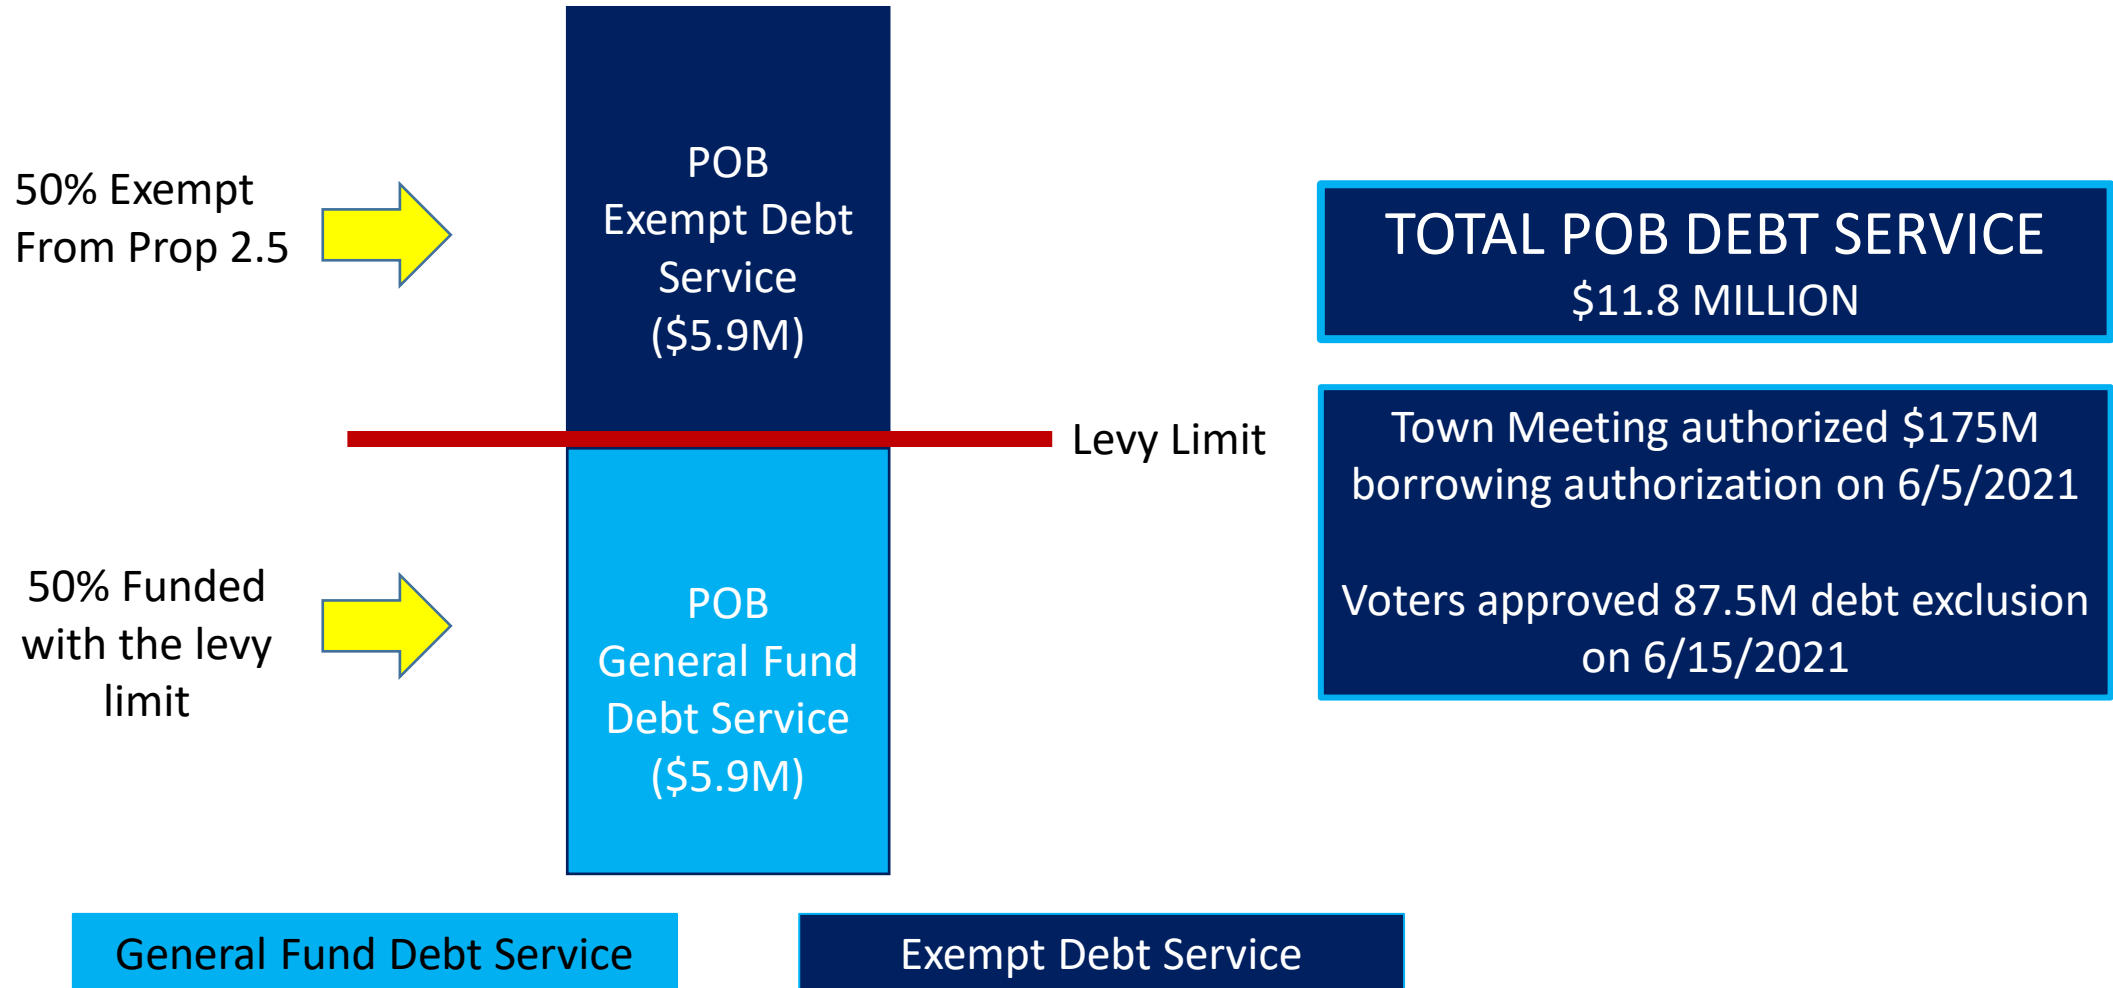 50% Exempt
From Prop 2.5
POB
Exempt Debt
Service
($5.9M)
TOTAL POB DEBT SERVICE
$11.8 MILLION
Levy Limit
Town Meeting authorized $175M
borrowing authorization on 6/5/2021
Voters approved 87.5M debt exclusion
on 6/15/2021
50% Funded
with the levy
limit
POB
General Fund
Debt Service
($5.9M)
General Fund Debt Service
Exempt Debt Service